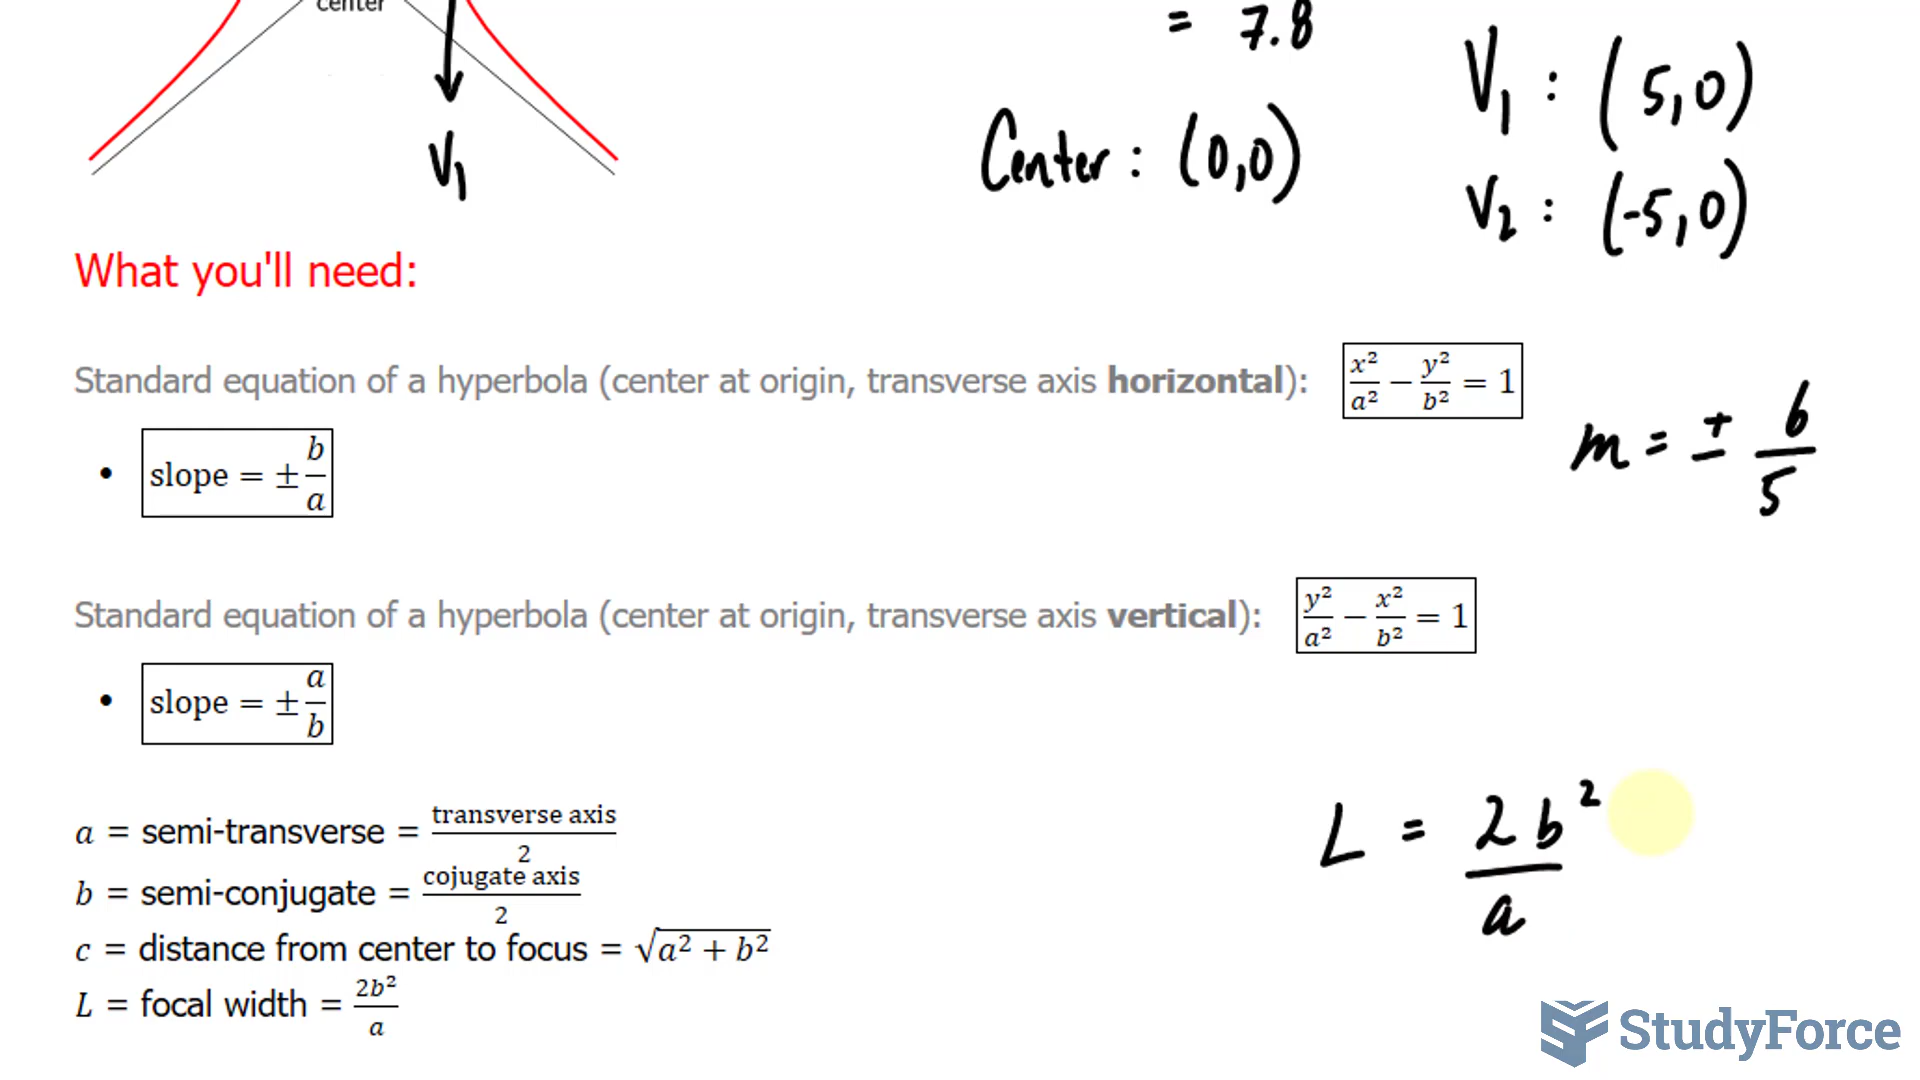 center
= 7.8
V₁ : (5,0)
V₁
Center : (0,0)
V₂ : (-5,0)
What you'll need:
Standard equation of a hyperbola (center at origin, transverse axis horizontal): x²/a² − y²/b² = 1
• slope = ± b/a
m = ± 6/5
Standard equation of a hyperbola (center at origin, transverse axis vertical): y²/a² − x²/b² = 1
• slope = ± a/b
a = semi-transverse = transverse axis/2
b = semi-conjugate = cojugate axis/2
c = distance from center to focus = √(a² + b²)
L = focal width = 2b²/a
L = 2b²/a
StudyForce